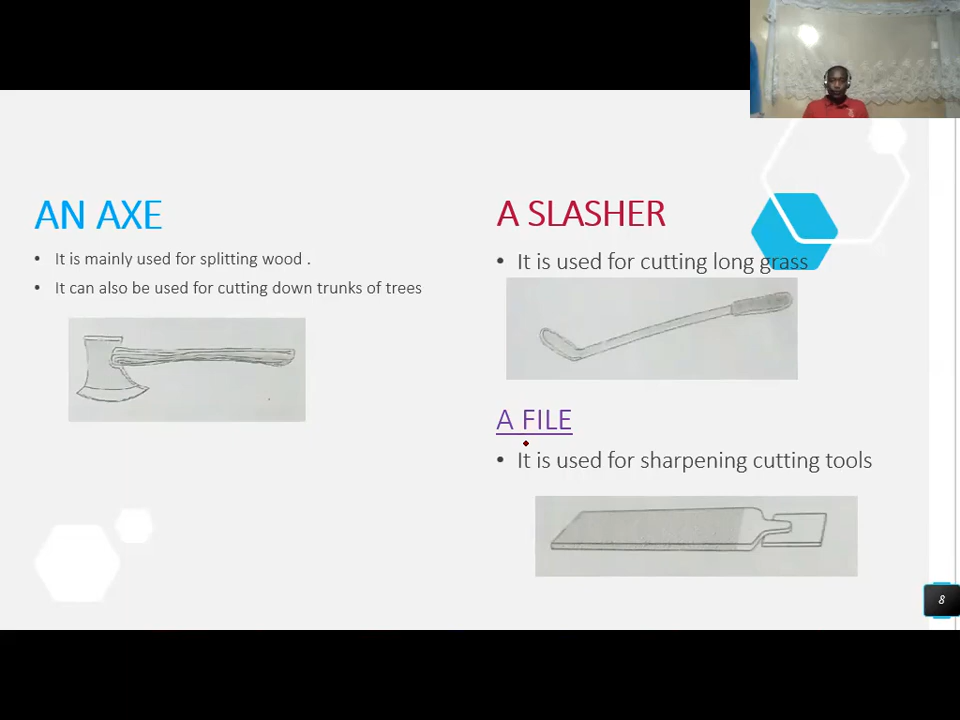 AN AXE
• It is mainly used for splitting wood .
• It can also be used for cutting down trunks of trees
A SLASHER
• It is used for cutting long grass
A FILE
• It is used for sharpening cutting tools
8